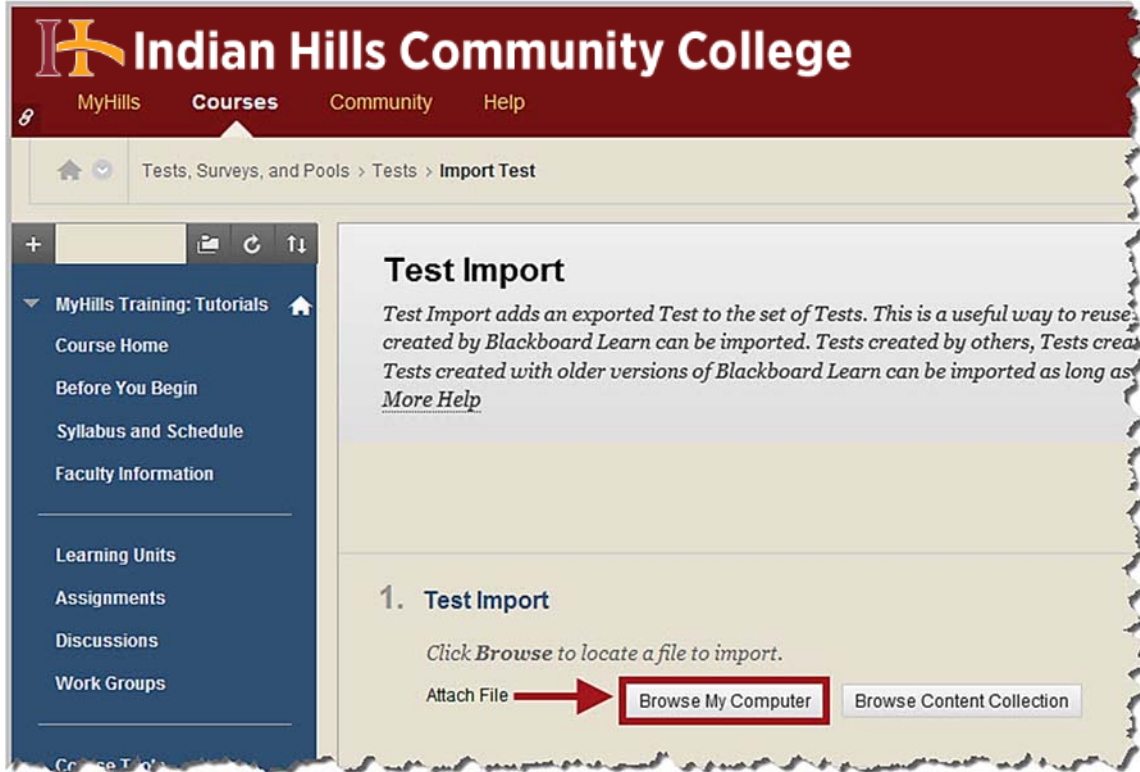 Indian Hills Community College
MyHills Courses Community Help
Tests, Surveys, and Pools > Tests > Import Test
MyHills Training: Tutorials
Course Home
Before You Begin
Syllabus and Schedule
Faculty Information
Learning Units
Assignments
Discussions
Work Groups
Test Import
Test Import adds an exported Test to the set of Tests. This is a useful way to reuse
created by Blackboard Learn can be imported. Tests created by others, Tests
Tests created with older versions of Blackboard Learn can be imported as long as
More Help
1. Test Import
Click Browse to locate a file to import.
Attach File Browse My Computer Browse Content Collection